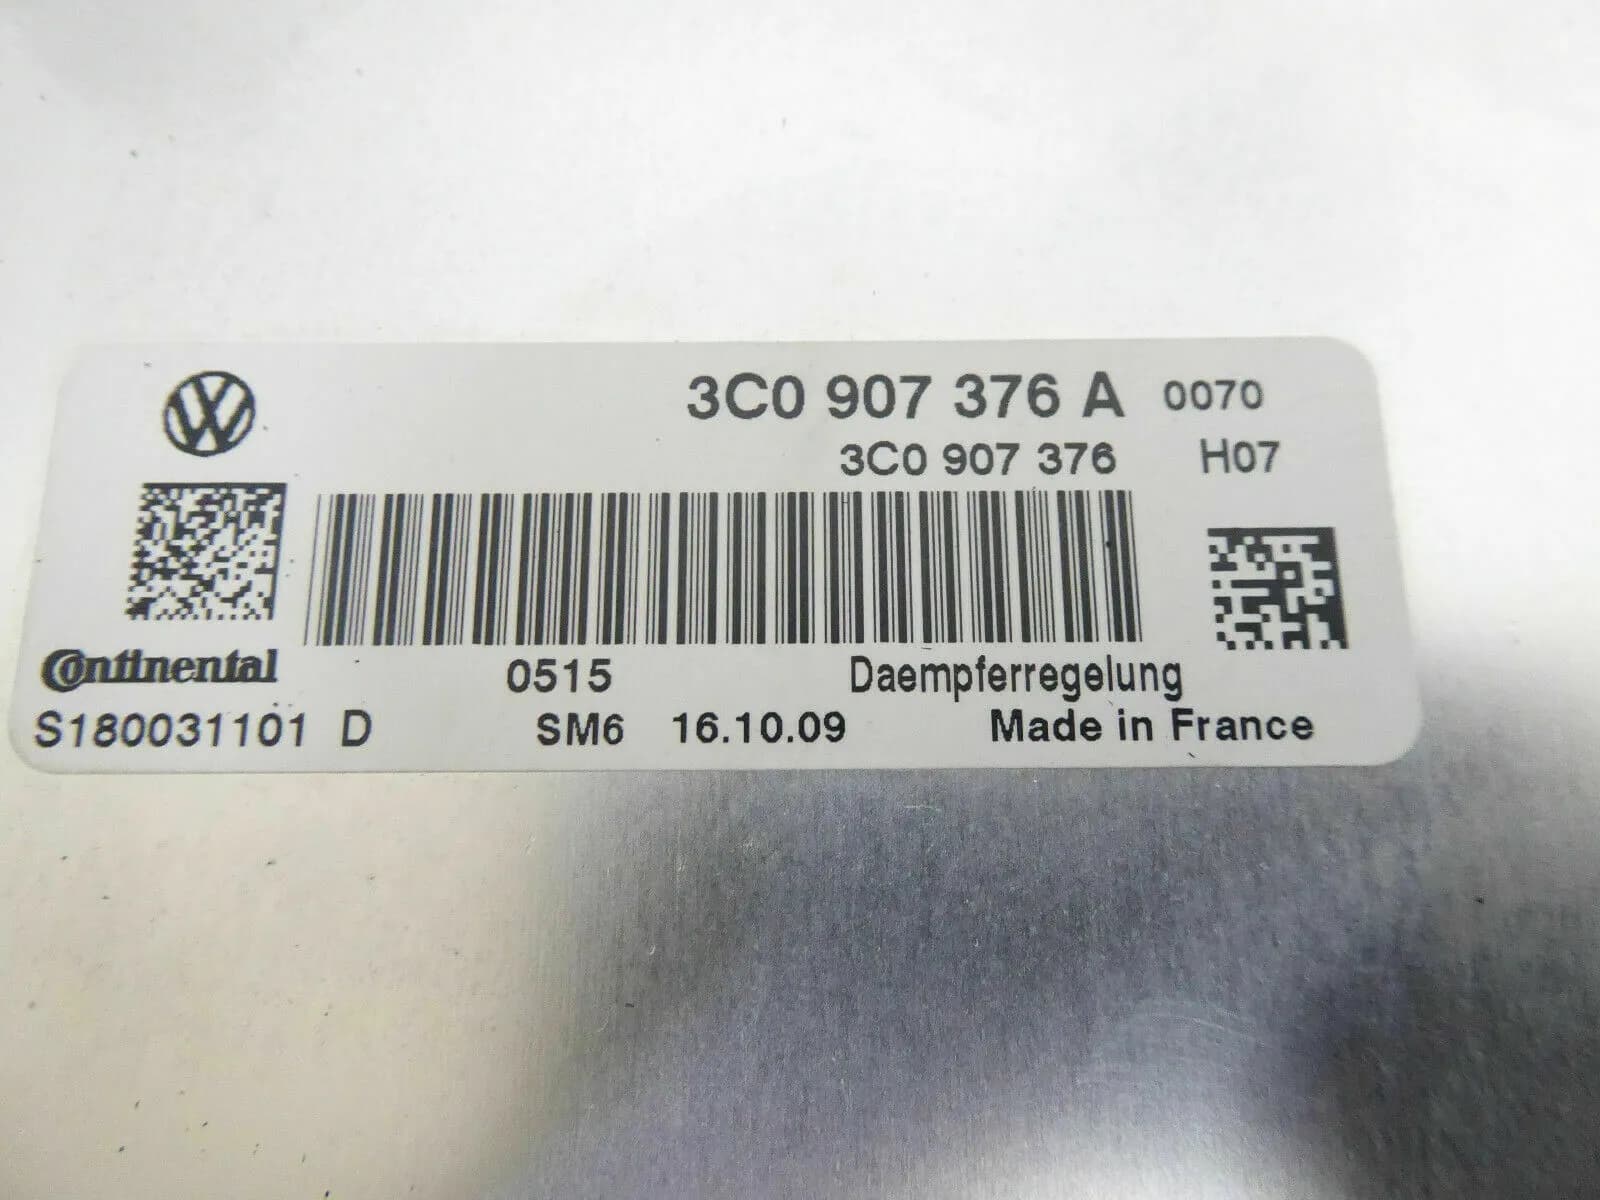 3C0 907 376 A 0070
3C0 907 376 H07
Continental 0515 Daempferregelung
S180031101 D SM6 16.10.09 Made in France